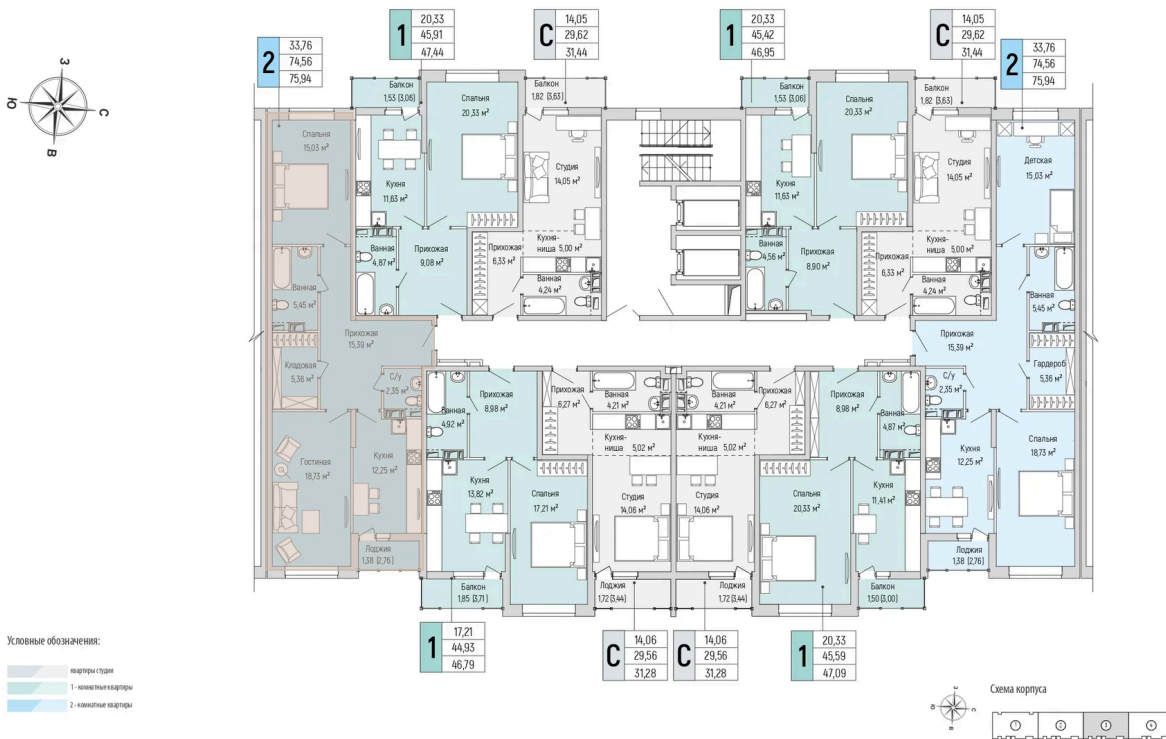 З
С
Ю
В
2
33,76
74,56
75,94
1
20,33
45,91
47,44
С
14,05
29,62
31,44
1
20,33
45,42
46,95
С
14,05
29,62
31,44
2
33,76
74,56
75,94
Спальня
15,03 м²
Балкон
1,53 (3,06)
Спальня
20,33 м²
Балкон
1,82 (3,63)
Кухня
11,63 м²
Студия
14,05 м²
Ванная
4,87 м²
Прихожая
9,08 м²
Прихожая
6,33 м²
Кухня-
ниша 5,00 м²
Ванная
4,24 м²
Балкон
1,53 (3,06)
Спальня
20,33 м²
Балкон
1,82 (3,63)
Кухня
11,63 м²
Студия
14,05 м²
Детская
15,03 м²
Ванная
4,56 м²
Прихожая
8,90 м²
Прихожая
6,33 м²
Кухня-
ниша 5,00 м²
Ванная
4,24 м²
Ванная
5,45 м²
Ванная
5,45 м²
Прихожая
15,39 м²
Прихожая
15,39 м²
Кладовая
5,36 м²
С/у
2,35 м²
Гардероб
5,36 м²
С/у
2,35 м²
Гостиная
18,73 м²
Кухня
12,25 м²
Лоджия
1,38 (2,76)
Ванная
4,92 м²
Прихожая
8,98 м²
Прихожая
6,27 м²
Ванная
4,21 м²
Кухня-
ниша 5,02 м²
Кухня
13,82 м²
Спальня
17,21 м²
Студия
14,06 м²
Балкон
1,85 (3,71)
Лоджия
1,72 (3,44)
Ванная
4,21 м²
Прихожая
6,27 м²
Кухня-
ниша 5,02 м²
Студия
14,06 м²
Лоджия
1,72 (3,44)
Прихожая
8,98 м²
Ванная
4,87 м²
Спальня
20,33 м²
Кухня
11,41 м²
Балкон
1,50 (3,00)
Кухня
12,25 м²
Спальня
18,73 м²
Лоджия
1,38 (2,76)
1
17,21
44,93
46,79
С
14,06
29,56
31,28
С
14,06
29,56
31,28
1
20,33
45,59
47,09
Условные обозначения:
квартиры студии
1 - комнатные квартиры
2 - комнатные квартиры
З
С
Ю
В
Схема корпуса
1
2
3
4